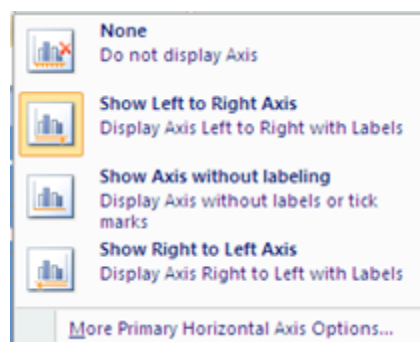 None
Do not display Axis
Show Left to Right Axis
Display Axis Left to Right with Labels
Show Axis without labeling
Display Axis without labels or tick
marks
Show Right to Left Axis
Display Axis Right to Left with Labels
More Primary Horizontal Axis Options...